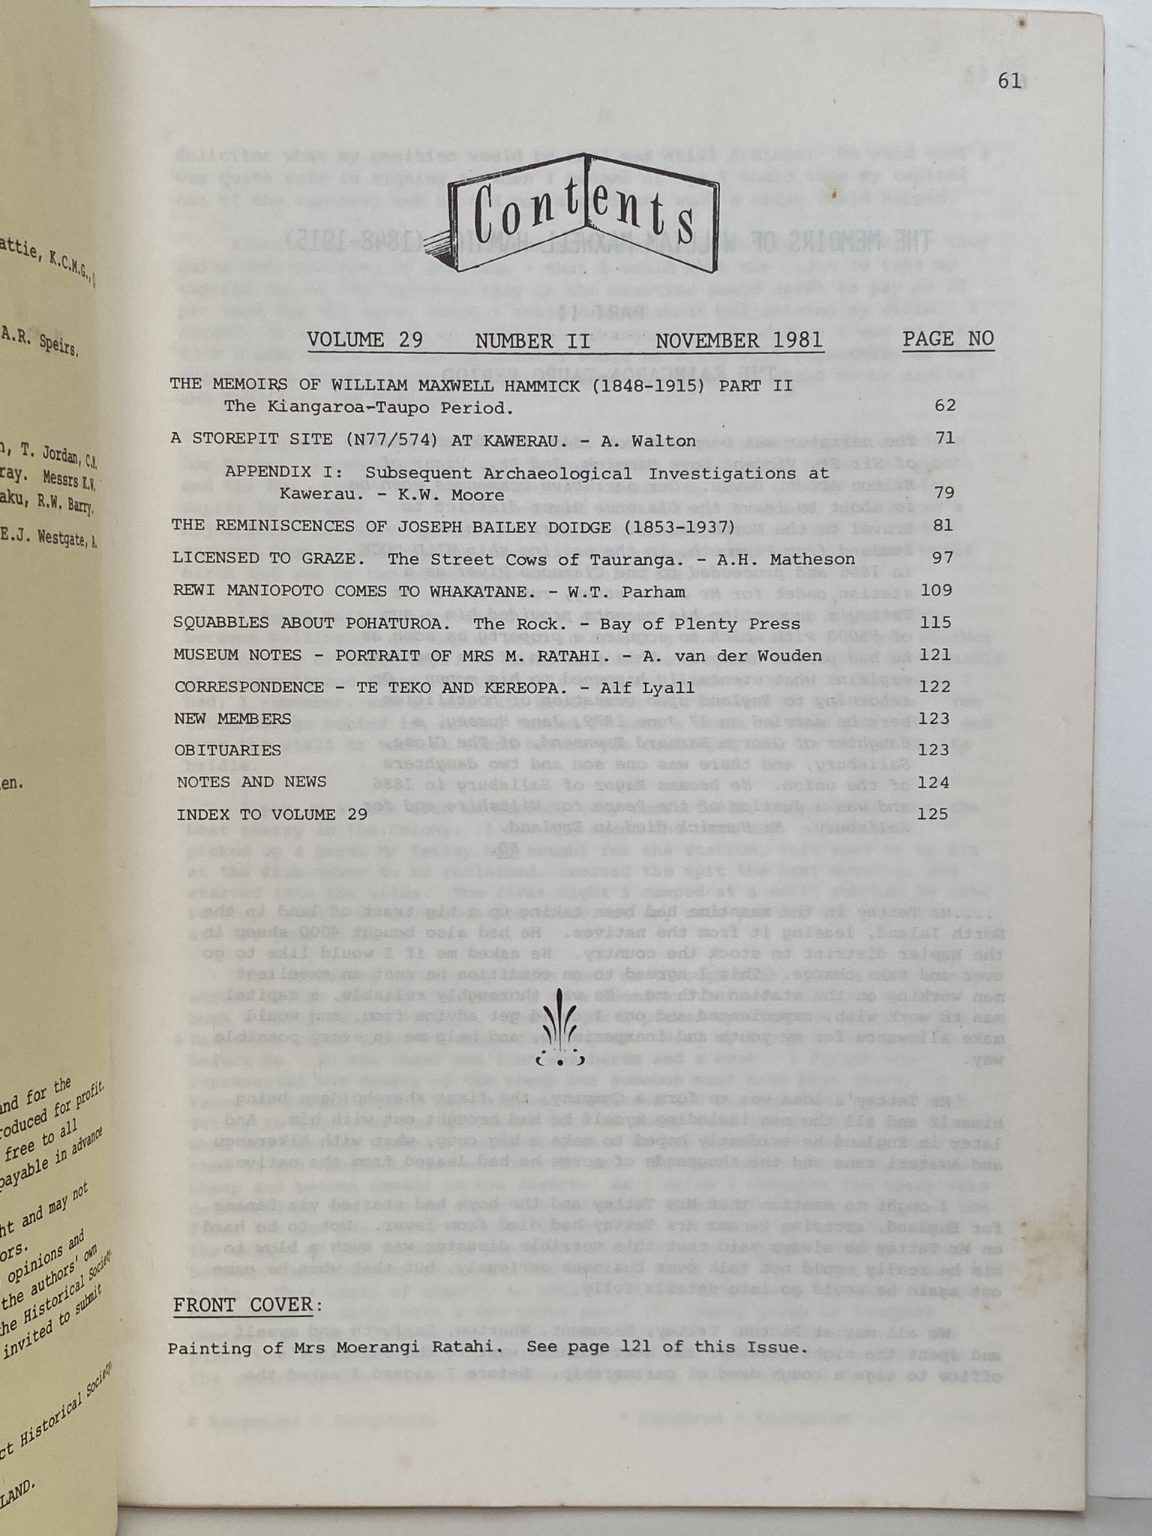 attie, K.C.M.G.,
A.R. Speirs.
T. Jordan, C.M.
ray. Messrs K.W.
aku, R.W. Barry,
E.J. Westgate, A.
en.
and for the
roduced for profit.
free to all
payable in advance
ht and may not
ors.
opinions and
the authors' own
the Historical Society
invited to submit
ct Historical Society
LAND.
61
Contents
VOLUME 29 NUMBER II NOVEMBER 1981 PAGE NO
THE MEMOIRS OF WILLIAM MAXWELL HAMMICK (1848-1915) PART II
The Kiangaroa-Taupo Period. 62
A STOREPIT SITE (N77/574) AT KAWERAU. - A. Walton 71
APPENDIX I: Subsequent Archaeological Investigations at
Kawerau. - K.W. Moore 79
THE REMINISCENCES OF JOSEPH BAILEY DOIDGE (1853-1937) 81
LICENSED TO GRAZE. The Street Cows of Tauranga. - A.H. Matheson 97
REWI MANIOPOTO COMES TO WHAKATANE. - W.T. Parham 109
SQUABBLES ABOUT POHATUROA. The Rock. - Bay of Plenty Press 115
MUSEUM NOTES - PORTRAIT OF MRS M. RATAHI. - A. van der Wouden 121
CORRESPONDENCE - TE TEKO AND KEREOPA. - Alf Lyall 122
NEW MEMBERS 123
OBITUARIES 123
NOTES AND NEWS 124
INDEX TO VOLUME 29 125
FRONT COVER:
Painting of Mrs Moerangi Ratahi. See page 121 of this Issue.